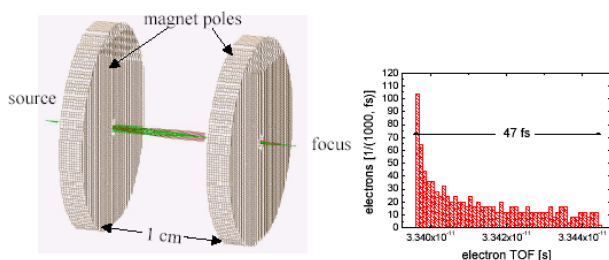 magnet poles
source
focus
1 cm
electrons [1/(1000, fs)]
120
110
100
90
80
70
60
50
40
30
20
10
0
47 fs
3.340x10⁻¹¹ 3.342x10⁻¹¹ 3.344x10⁻¹¹
electron TOF [s]